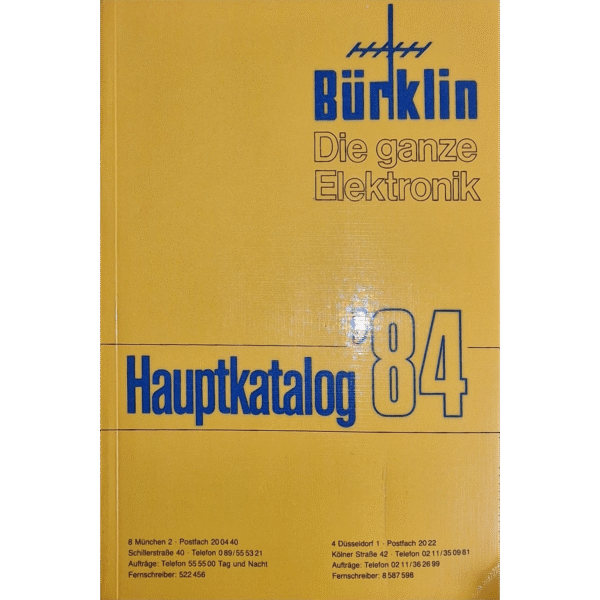 Bürklin
Die ganze
Elektronik
Hauptkatalog '84
8 München 2 · Postfach 20 04 40
Schillerstraße 40 · Telefon 0 89/55 53 21
Aufträge: Telefon 55 55 00 Tag und Nacht
Fernschreiber: 522 456
4 Düsseldorf 1 · Postfach 20 22
Kölner Straße 42 · Telefon 02 11/35 09 81
Aufträge: Telefon 02 11/36 26 99
Fernschreiber: 8 587 598